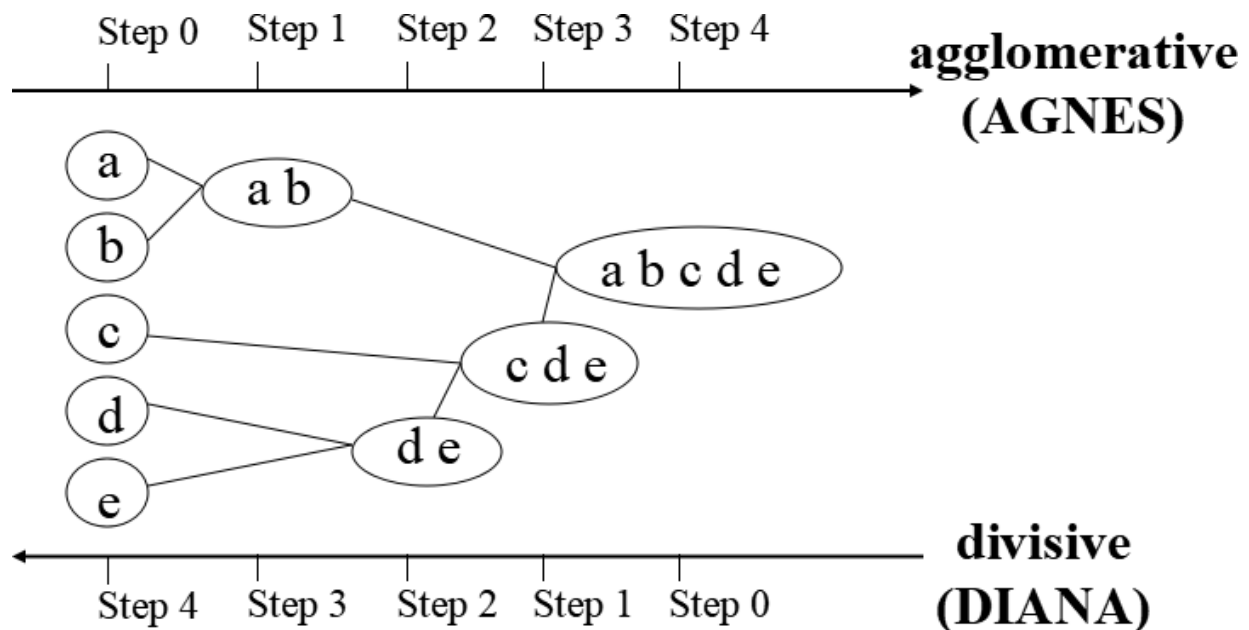 Step 0 Step 1 Step 2 Step 3 Step 4
agglomerative
(AGNES)
a
a b
b
a b c d e
c
c d e
d
d e
e
divisive
(DIANA)
Step 4 Step 3 Step 2 Step 1 Step 0